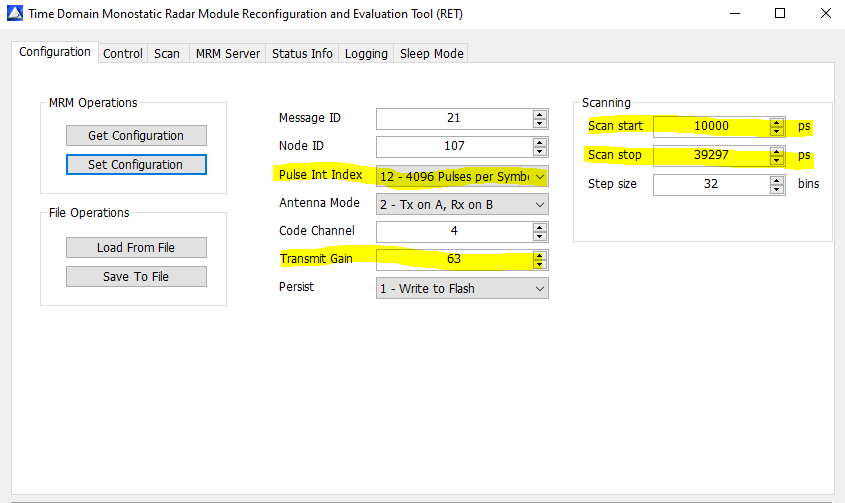 Time Domain Monostatic Radar Module Reconfiguration and Evaluation Tool (RET)
Configuration Control Scan MRM Server Status Info Logging Sleep Mode
MRM Operations
Get Configuration
Set Configuration
File Operations
Load From File
Save To File
Message ID 21
Node ID 107
Pulse Int Index 12 - 4096 Pulses per Symb
Antenna Mode 2 - Tx on A, Rx on B
Code Channel 4
Transmit Gain 63
Persist 1 - Write to Flash
Scanning
Scan start 10000 ps
Scan stop 39297 ps
Step size 32 bins